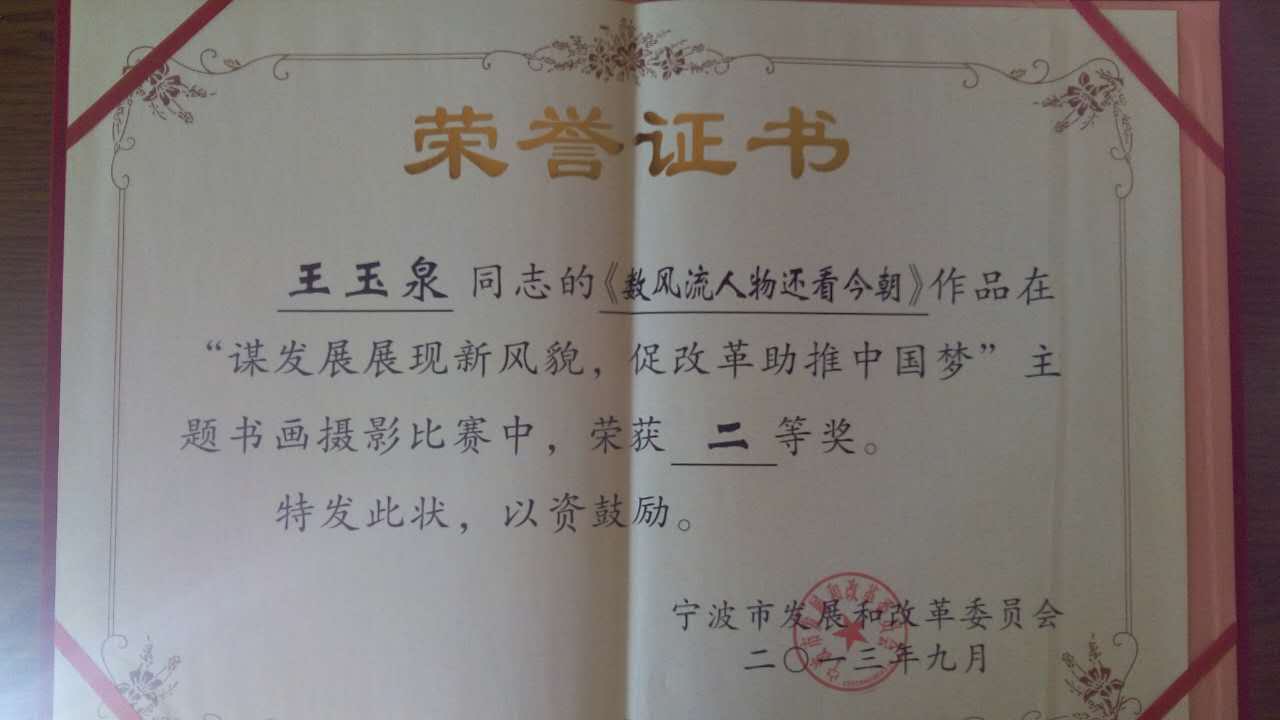 荣誉证书
王玉泉 同志的《数风流人物还看今朝》作品在
“谋发展展现新风貌，促改革助推中国梦”主
题书画摄影比赛中，荣获 二 等奖。
特发此状，以资鼓励。
宁波市发展和改革委员会
二〇一三年九月